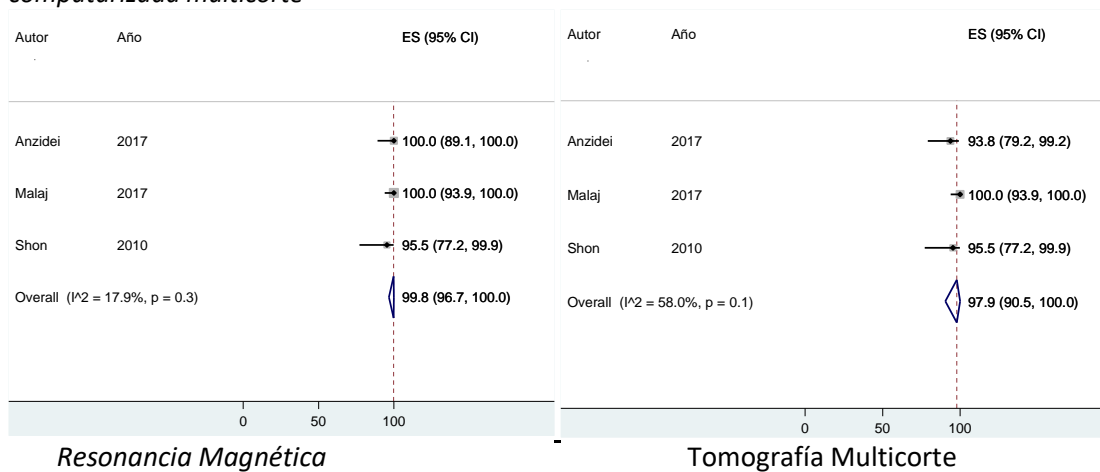 computarizada multicorte
Autor Año ES (95% CI)
Anzidei 2017 100.0 (89.1, 100.0)
Malaj 2017 100.0 (93.9, 100.0)
Shon 2010 95.5 (77.2, 99.9)
Overall (I^2 = 17.9%, p = 0.3) 99.8 (96.7, 100.0)
0 50 100
Resonancia Magnética
Autor Año ES (95% CI)
Anzidei 2017 93.8 (79.2, 99.2)
Malaj 2017 100.0 (93.9, 100.0)
Shon 2010 95.5 (77.2, 99.9)
Overall (I^2 = 58.0%, p = 0.1) 97.9 (90.5, 100.0)
0 50 100
Tomografía Multicorte